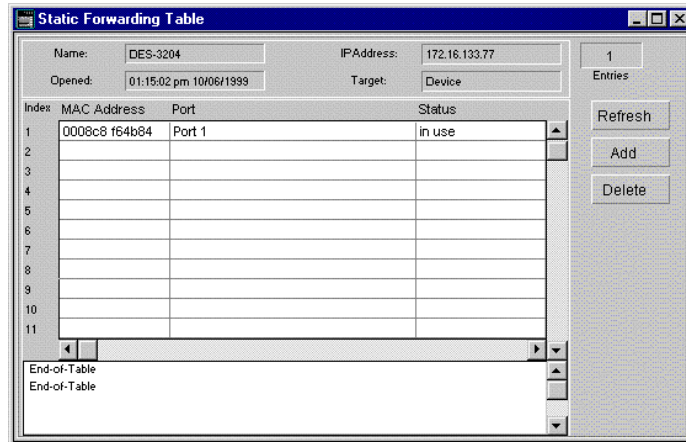 Static Forwarding Table
Name: DES-3204 IPAddress: 172.16.133.77 1
Opened: 01:15:02 pm 10/06/1999 Target: Device Entries
Index MAC Address Port Status
1 0008c8 f64b84 Port 1 in use
2
3
4
5
6
7
8
9
10
11
Refresh
Add
Delete
End-of-Table
End-of-Table